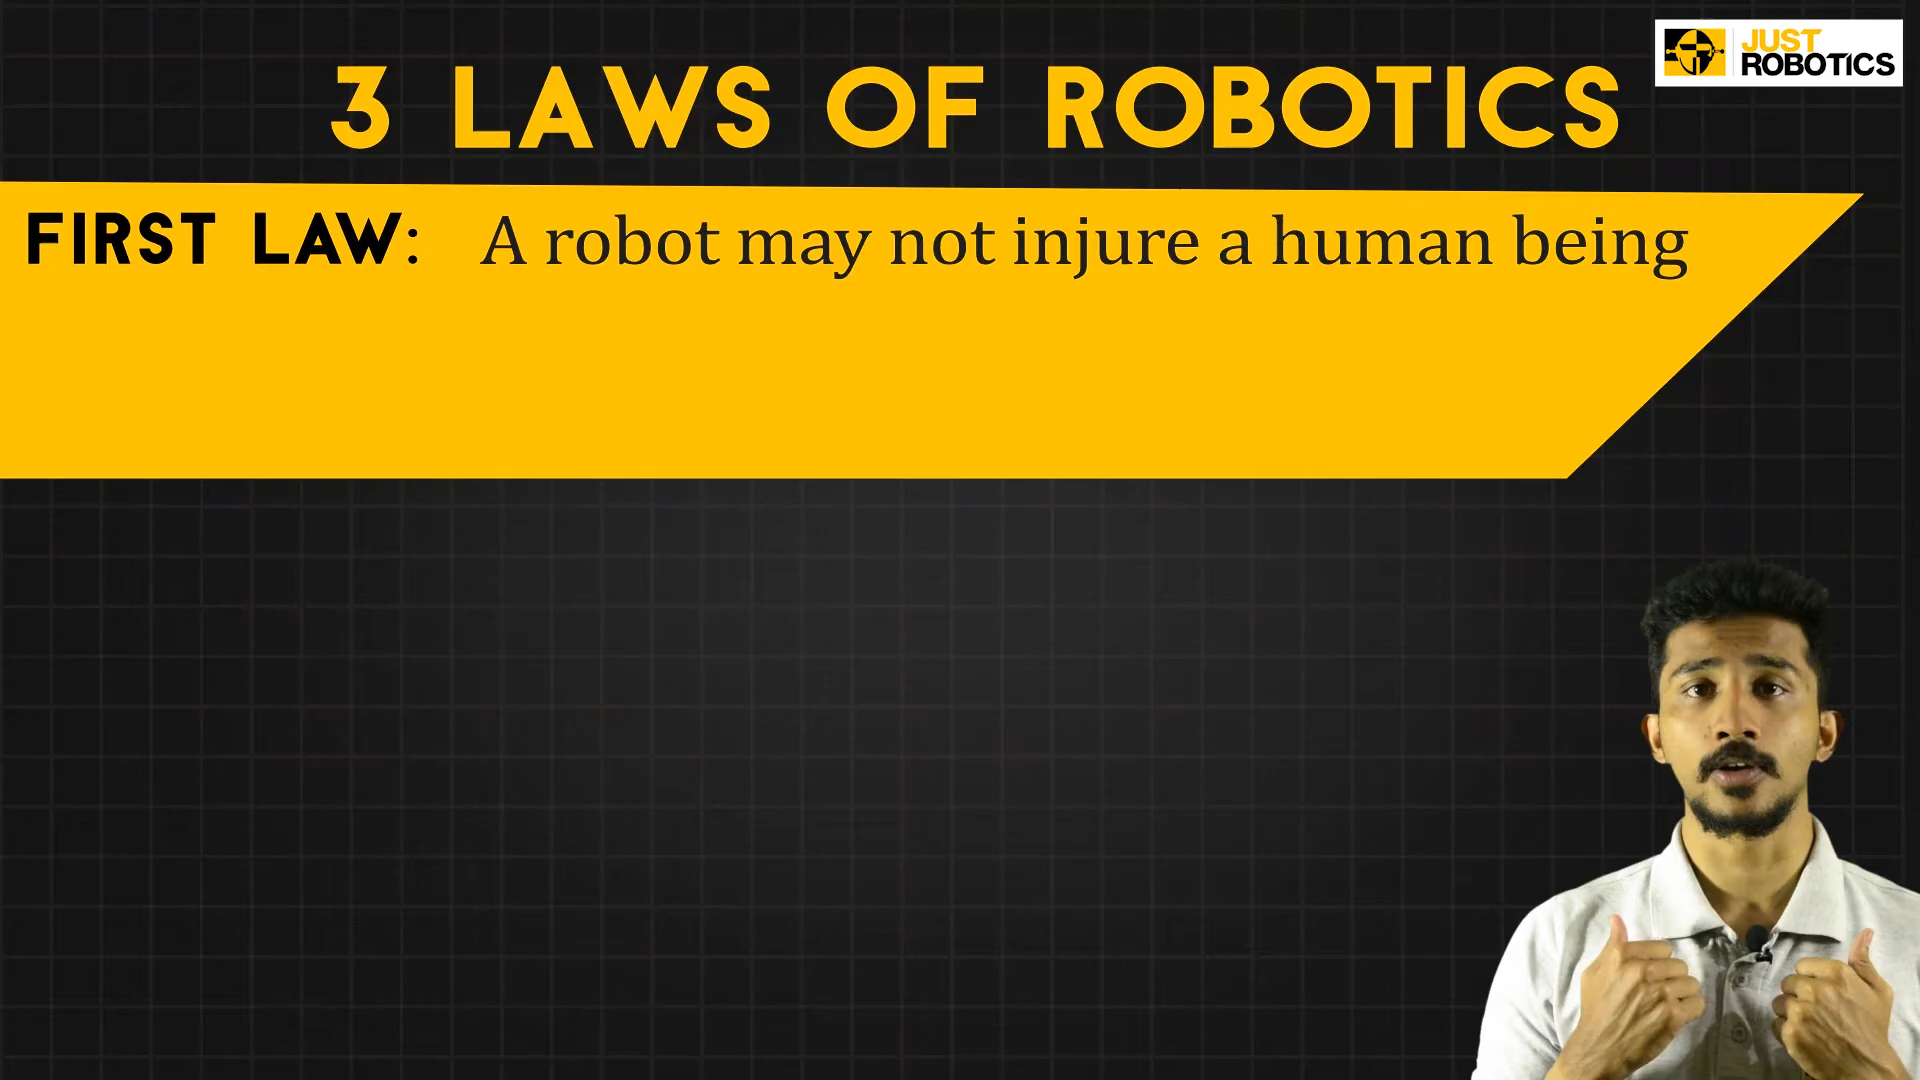 JUST
ROBOTICS
3 LAWS OF ROBOTICS
FIRST LAW: A robot may not injure a human being